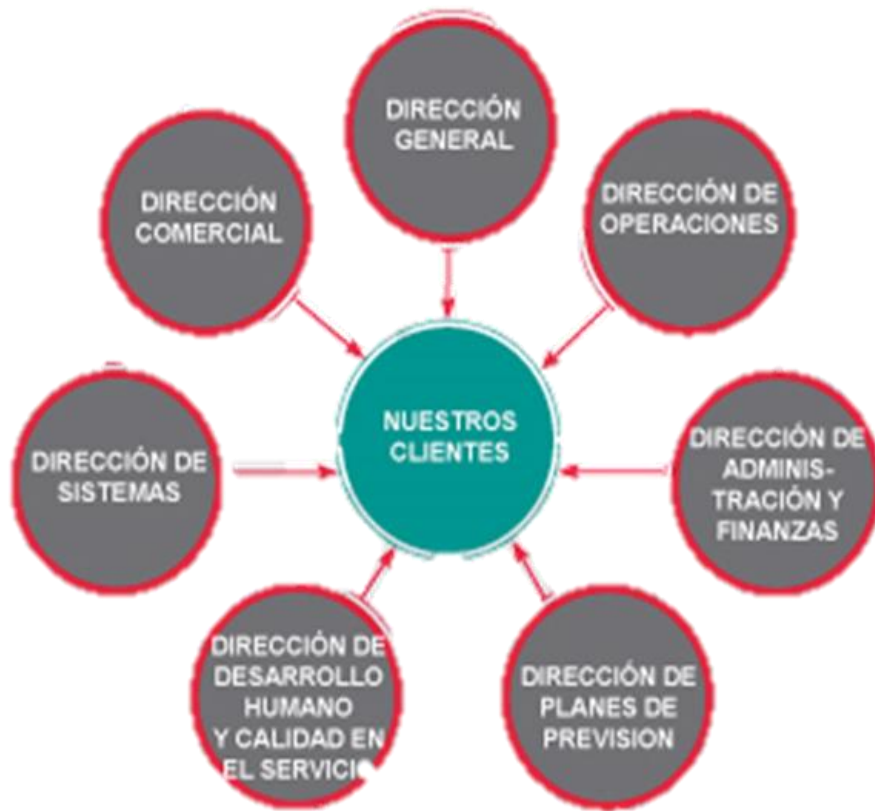 DIRECCIÓN
GENERAL
DIRECCIÓN
COMERCIAL
DIRECCIÓN DE
OPERACIONES
NUESTROS
CLIENTES
DIRECCIÓN DE
SISTEMAS
DIRECCIÓN DE
ADMINIS-
TRACIÓN Y
FINANZAS
DIRECCIÓN DE
DESARROLLO
HUMANO
Y CALIDAD EN
EL SERVICIO
DIRECCIÓN DE
PLANES DE
PREVISION